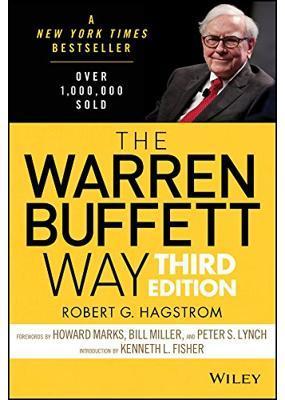 A
NEW YORK TIMES
BESTSELLER
OVER
1,000,000
SOLD
THE
WARREN
BUFFETT
WAY THIRD EDITION
ROBERT G. HAGSTROM
FOREWORDS BY HOWARD MARKS, BILL MILLER, AND PETER S. LYNCH
INTRODUCTION BY KENNETH L. FISHER
WILEY